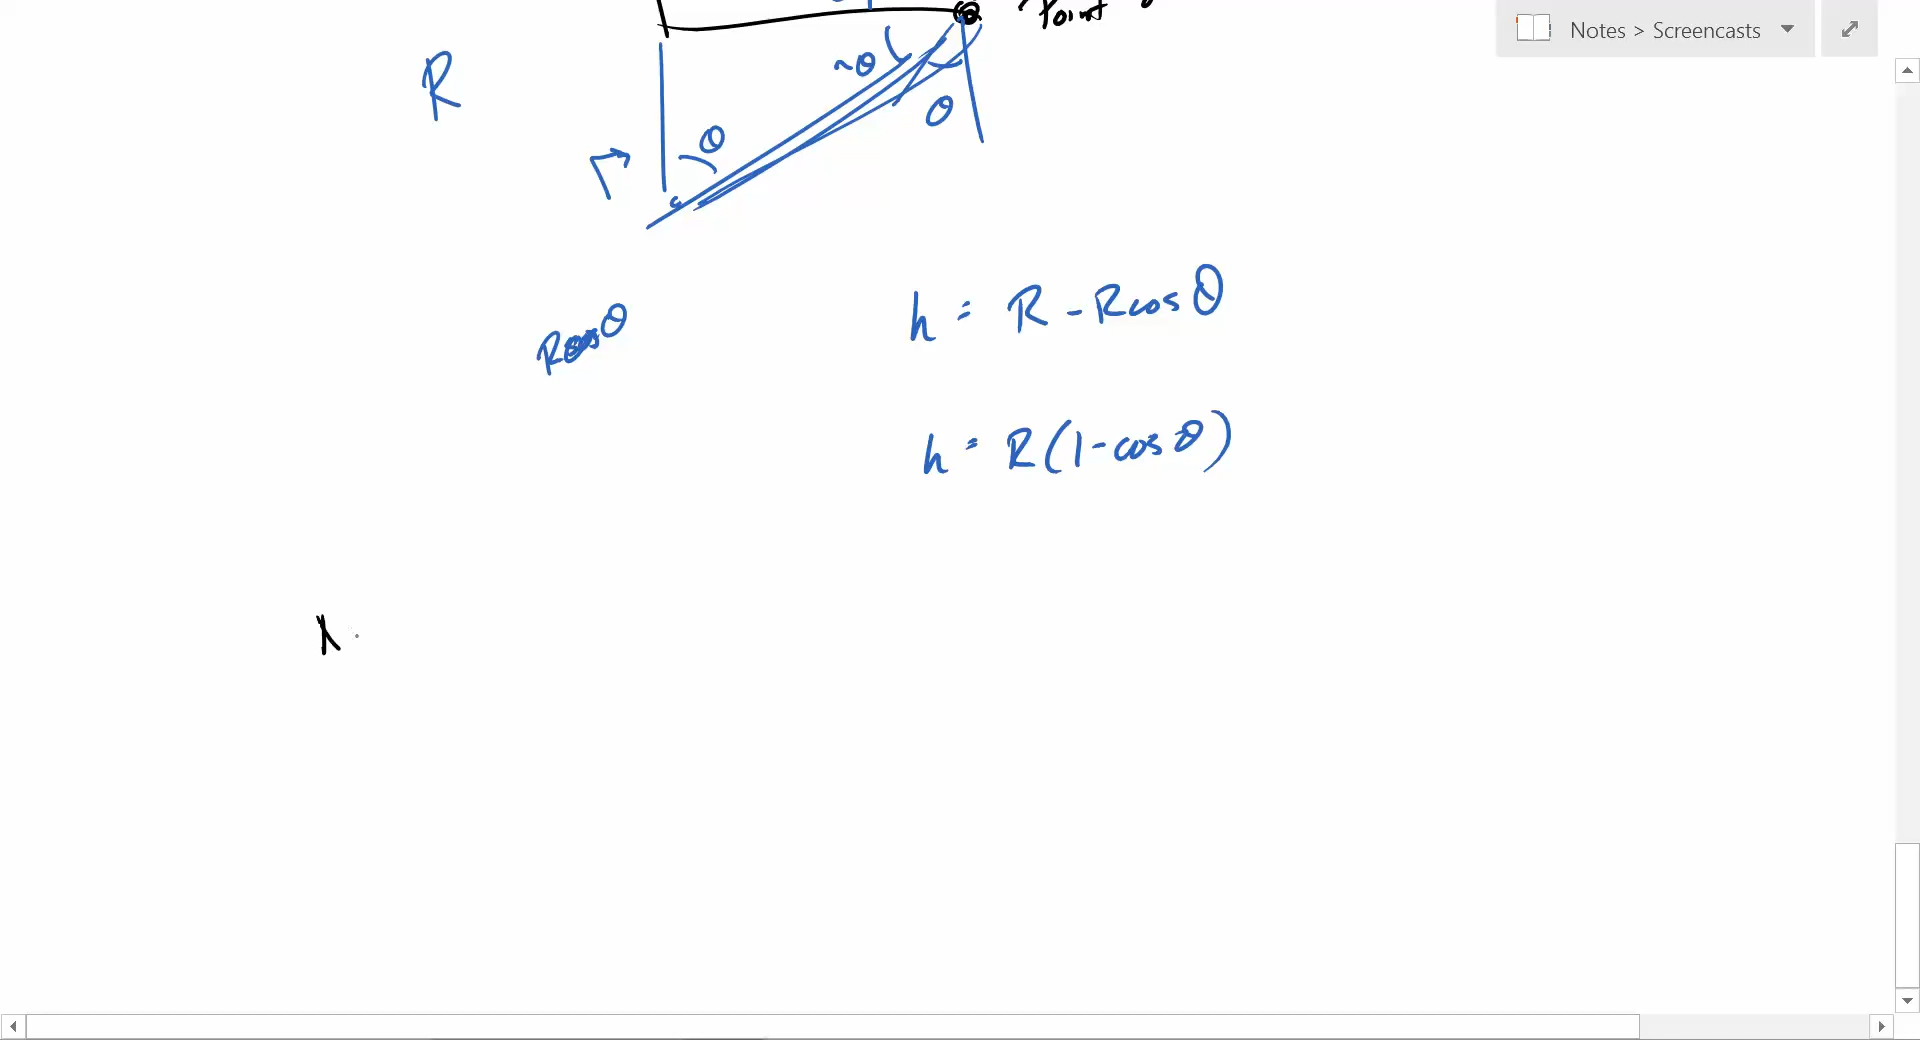 Point
Notes > Screencasts
R
~θ
θ
θ
h = R - Rcosθ
Rcosθ
h = R(1-cosθ)